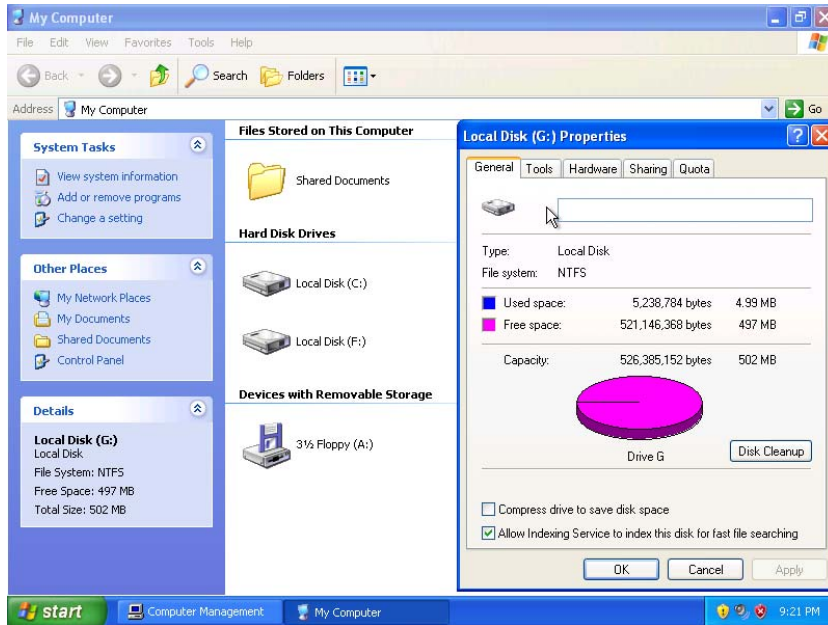 My Computer
File Edit View Favorites Tools Help
Back Search Folders
Address My Computer Go
System Tasks
View system information
Add or remove programs
Change a setting
Other Places
My Network Places
My Documents
Shared Documents
Control Panel
Details
Local Disk (G:)
Local Disk
File System: NTFS
Free Space: 497 MB
Total Size: 502 MB
Files Stored on This Computer
Shared Documents
Hard Disk Drives
Local Disk (C:)
Local Disk (F:)
Devices with Removable Storage
3½ Floppy (A:)
Local Disk (G:) Properties
General Tools Hardware Sharing Quota
Type: Local Disk
File system: NTFS
Used space: 5,238,784 bytes 4.99 MB
Free space: 521,146,368 bytes 497 MB
Capacity: 526,385,152 bytes 502 MB
Drive G
Disk Cleanup
Compress drive to save disk space
Allow Indexing Service to index this disk for fast file searching
OK Cancel Apply
start Computer Management My Computer 9:21 PM